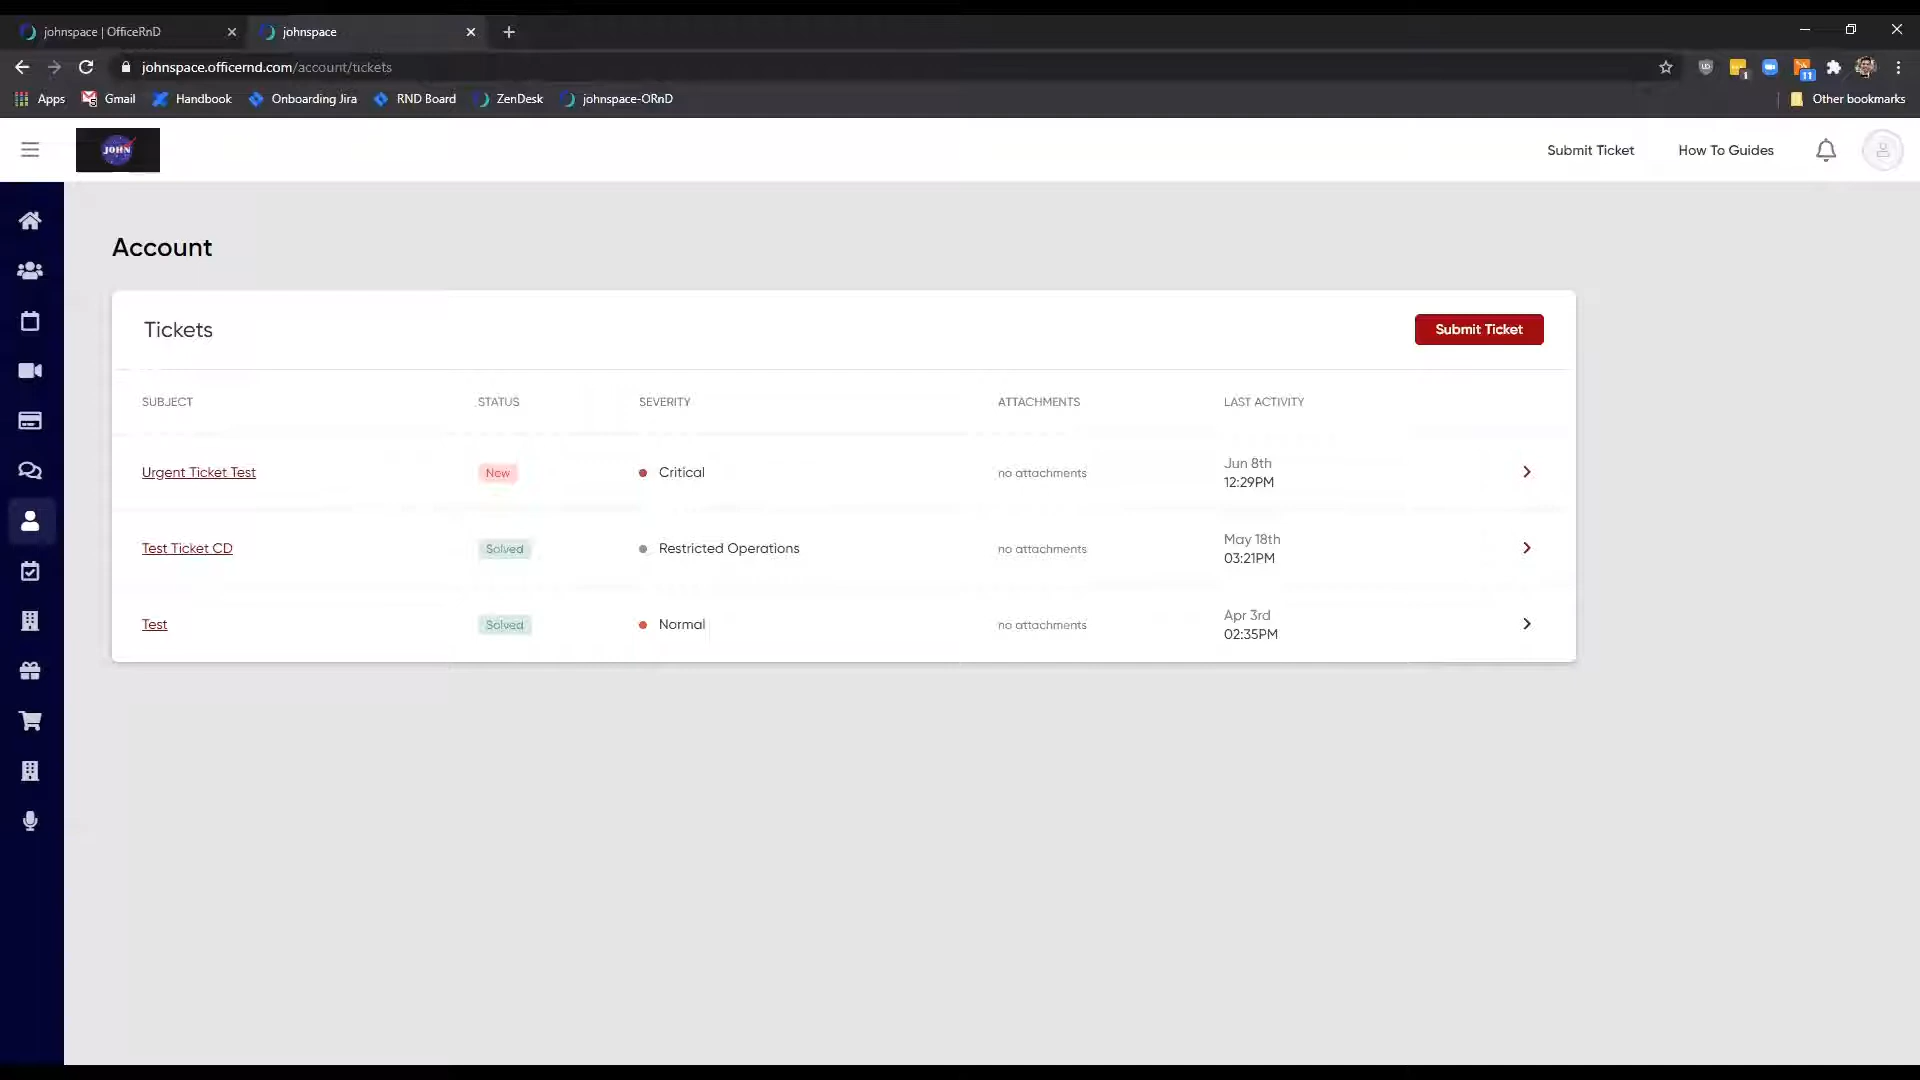 johnspace | OfficeRnD
johnspace
johnspace.officernd.com/account/tickets
Apps
Gmail
Handbook
Onboarding Jira
RND Board
ZenDesk
johnspace-ORnD
Other bookmarks
1
11
JOHN
Submit Ticket
How To Guides
Account
Tickets
Submit Ticket
SUBJECT STATUS SEVERITY ATTACHMENTS LAST ACTIVITY
Urgent Ticket Test New Critical no attachments Jun 8th
12:29PM
Test Ticket CD Solved Restricted Operations no attachments May 18th
03:21PM
Test Solved Normal no attachments Apr 3rd
02:35PM